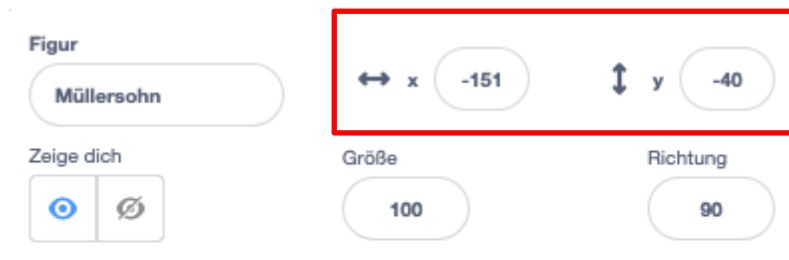 Figur
Müllersohn
x -151
y -40
Zeige dich
Größe
100
Richtung
90